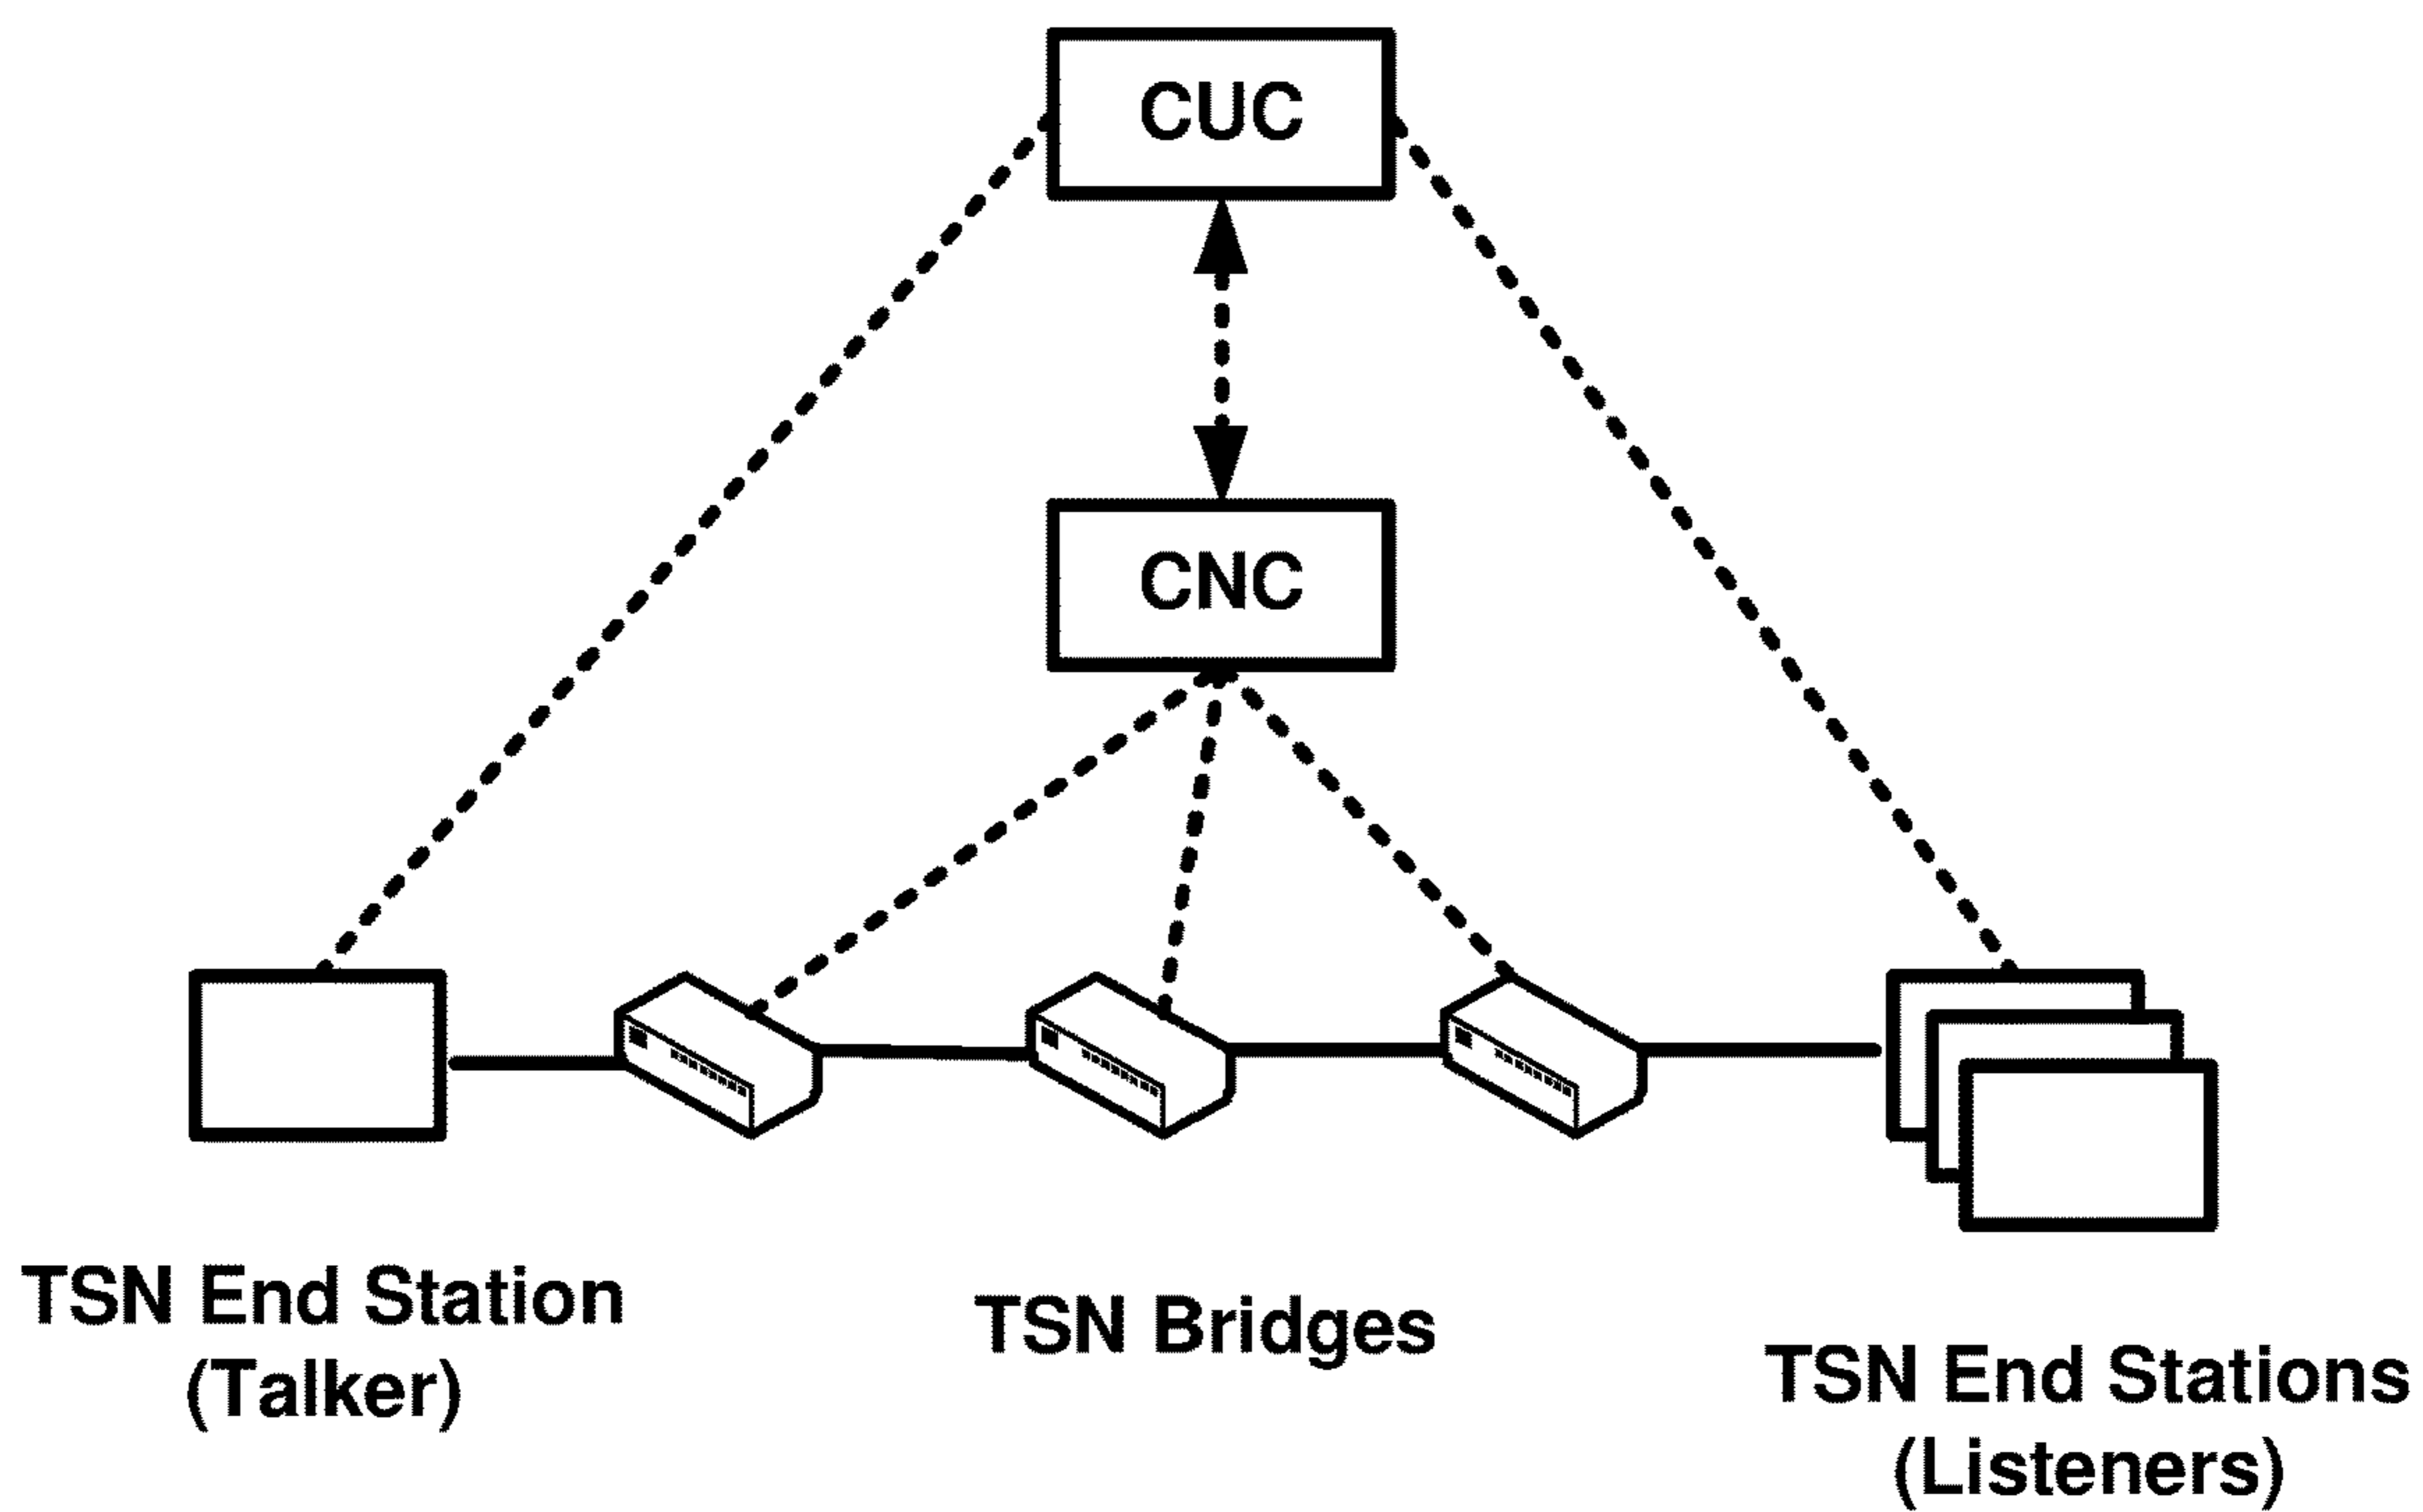 CUC
CNC
TSN End Station
(Talker)
TSN Bridges
TSN End Stations
(Listeners)